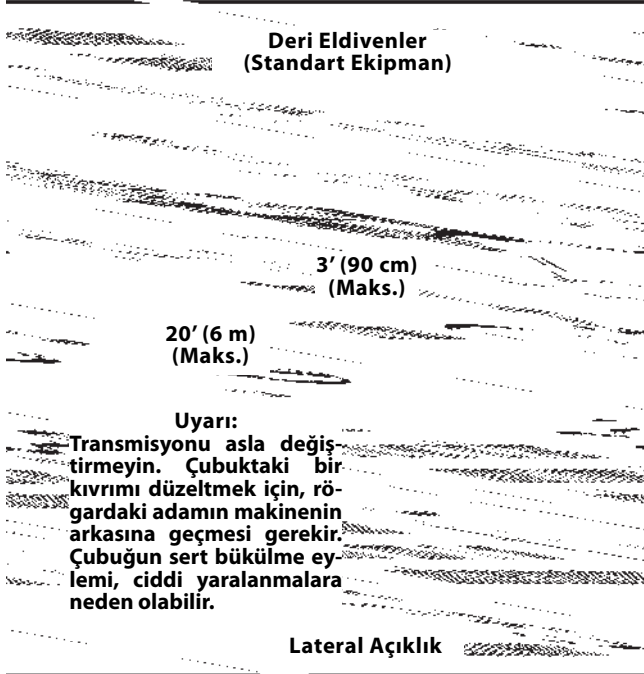 Deri Eldivenler
(Standart Ekipman)
3’ (90 cm)
(Maks.)
20’ (6 m)
(Maks.)
Uyarı:
Transmisyonu asla değiş-
tirmeyin. Çubuktaki bir
kıvrımı düzeltmek için, rö-
gardaki adamın makinenin
arkasına geçmesi gerekir.
Çubuğun sert bükülme ey-
lemi, ciddi yaralanmalara
neden olabilir.
Lateral Açıklık